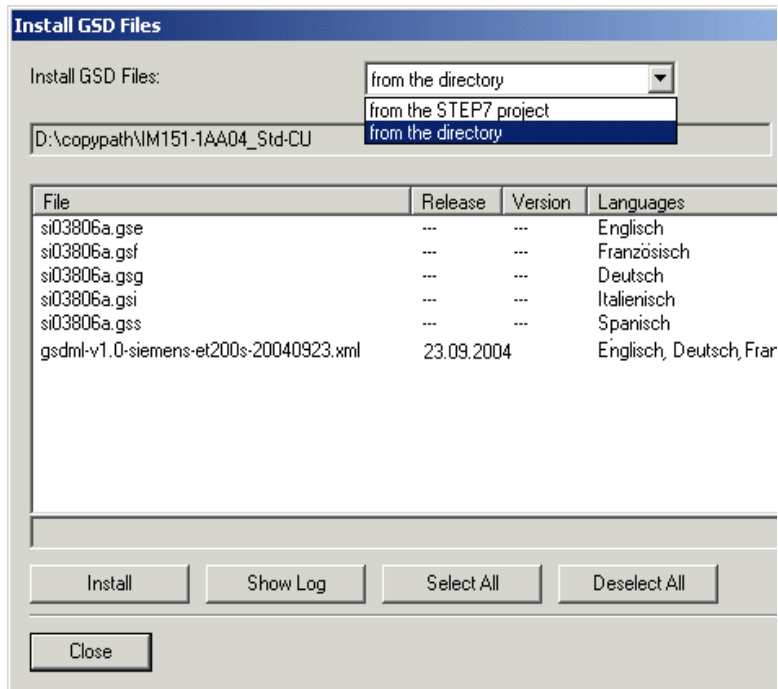 Install GSD Files
Install GSD Files: from the directory
from the STEP7 project
from the directory
D:\copypath\IM151-1AA04_Std-CU
File Release Version Languages
si03806a.gse --- --- Englisch
si03806a.gsf --- --- Französisch
si03806a.gsg --- --- Deutsch
si03806a.gsi --- --- Italienisch
si03806a.gss --- --- Spanisch
gsdml-v1.0-siemens-et200s-20040923.xml 23.09.2004 Englisch, Deutsch, Fran
Install Show Log Select All Deselect All
Close